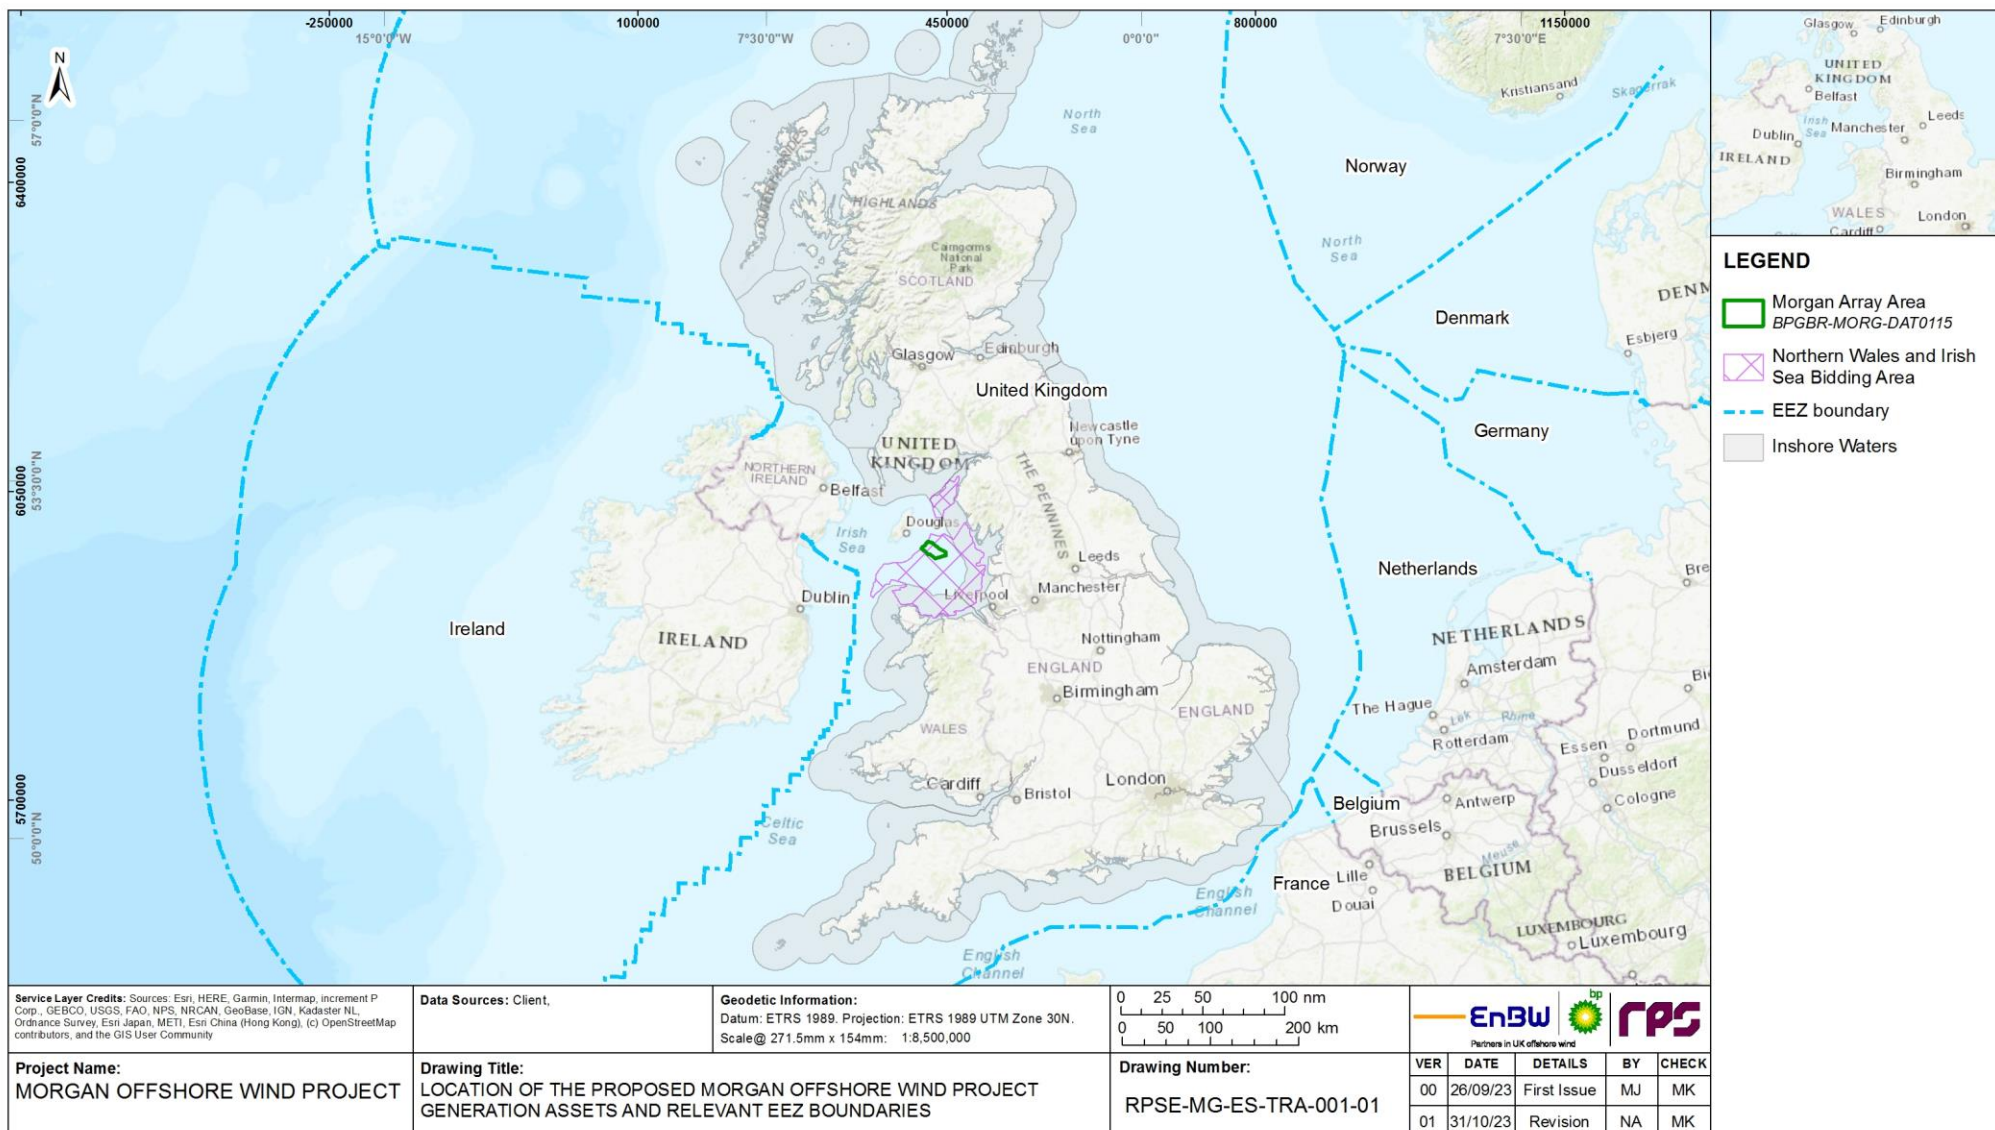 -250000
100000
450000
800000
1150000
15°0'0"W
7°30'0"W
0°0'0"
7°30'0"E
N
57°0'0"N
6400000
6050000
53°30'0"N
5700000
50°0'0"N
North
Sea
Kristiansand
Skagerrak
Norway
HIGHLANDS
Cairngorms
National
Park
SCOTLAND
North
Sea
Denmark
DENM
Esbjerg
Glasgow
Edinburgh
United Kingdom
Newcastle
upon Tyne
Germany
UNITED
KINGDOM
THE PENNINES
NORTHERN
IRELAND
Belfast
Douglas
Irish
Sea
Leeds
Netherlands
Bre
Dublin
Liverpool
Manchester
Ireland
IRELAND
Nottingham
NETHERLANDS
ENGLAND
Amsterdam
Birmingham
Bi
WALES
ENGLAND
The Hague
Lek
Rhine
Rotterdam
Essen
Dortmund
Dusseldorf
Cardiff
Bristol
London
Cologne
Belgium
Antwerp
Brussels
Celtic
Sea
Meuse
BELGIUM
France
Lille
Douai
English
Channel
LUXEMBOURG
Luxembourg
English
Channel
Glasgow
Edinburgh
UNITED
KINGDOM
Belfast
Irish
Sea
Leeds
Dublin
Manchester
IRELAND
Birmingham
WALES
London
Cardiff
LEGEND
Morgan Array Area
BPGBR-MORG-DAT0115
Northern Wales and Irish
Sea Bidding Area
EEZ boundary
Inshore Waters
Service Layer Credits: Sources: Esri, HERE, Garmin, Intermap, increment P
Corp., GEBCO, USGS, FAO, NPS, NRCAN, GeoBase, IGN, Kadaster NL,
Ordnance Survey, Esri Japan, METI, Esri China (Hong Kong), (c) OpenStreetMap
contributors, and the GIS User Community
Data Sources: Client,
Geodetic Information:
Datum: ETRS 1989. Projection: ETRS 1989 UTM Zone 30N.
Scale@ 271.5mm x 154mm: 1:8,500,000
0 25 50 100 nm
0 50 100 200 km
EnBW
bp
rps
Partners in UK offshore wind
Project Name:
MORGAN OFFSHORE WIND PROJECT
Drawing Title:
LOCATION OF THE PROPOSED MORGAN OFFSHORE WIND PROJECT
GENERATION ASSETS AND RELEVANT EEZ BOUNDARIES
Drawing Number:
RPSE-MG-ES-TRA-001-01
VER DATE DETAILS BY CHECK
00 26/09/23 First Issue MJ MK
01 31/10/23 Revision NA MK